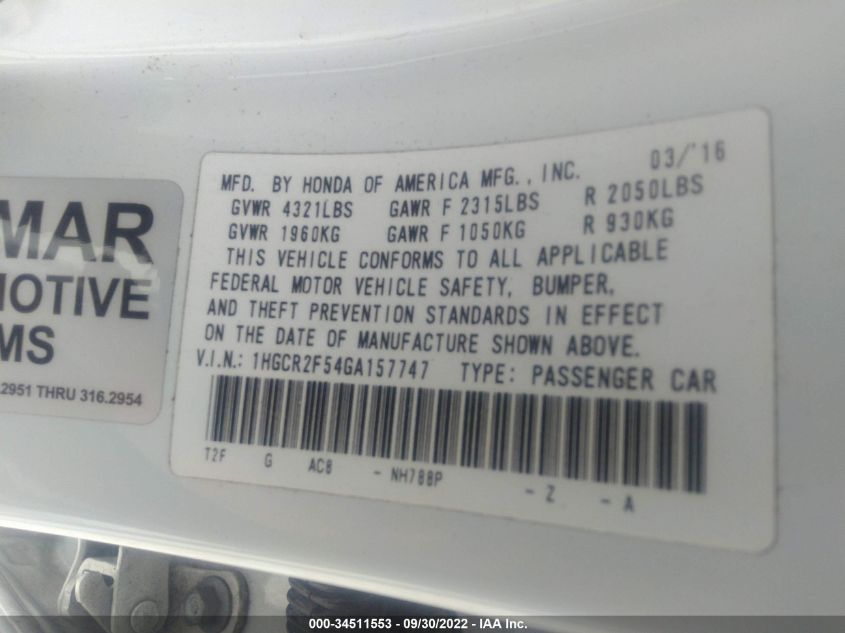 MAR
MOTIVE
MS
.2951 THRU 316.2954
MFD. BY HONDA OF AMERICA MFG., INC. 03/'16
GVWR 4321LBS GAWR F 2315LBS R 2050LBS
GVWR 1960KG GAWR F 1050KG R 930KG
THIS VEHICLE CONFORMS TO ALL APPLICABLE
FEDERAL MOTOR VEHICLE SAFETY, BUMPER,
AND THEFT PREVENTION STANDARDS IN EFFECT
ON THE DATE OF MANUFACTURE SHOWN ABOVE.
V.I.N.: 1HGCR2F54GA157747 TYPE: PASSENGER CAR
T2F G AC8 - NH788P - Z - A
000-34511553 - 09/30/2022 - IAA Inc.